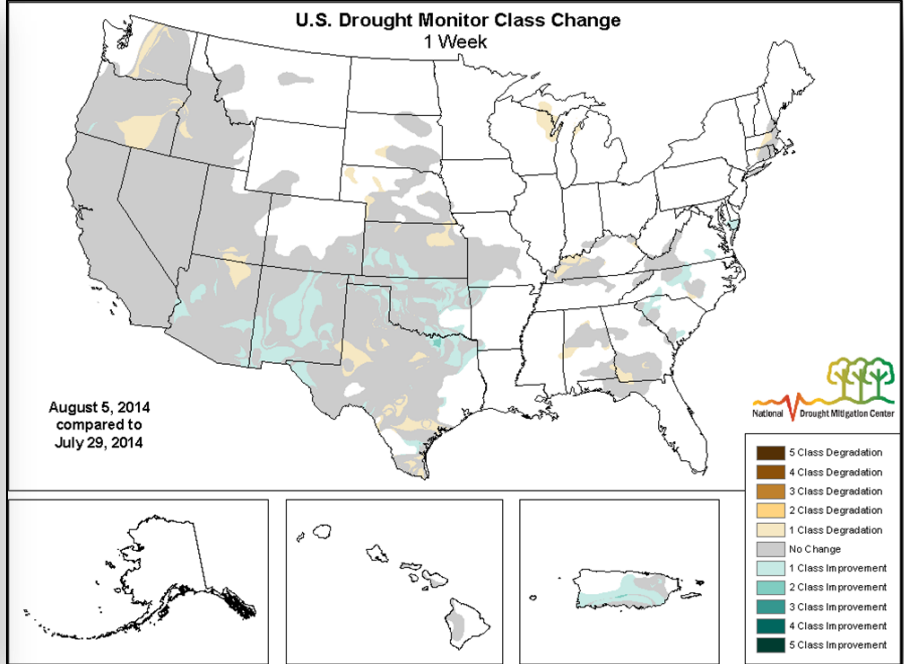 U.S. Drought Monitor Class Change
1 Week
August 5, 2014
compared to
July 29, 2014
National Drought Mitigation Center
5 Class Degradation
4 Class Degradation
3 Class Degradation
2 Class Degradation
1 Class Degradation
No Change
1 Class Improvement
2 Class Improvement
3 Class Improvement
4 Class Improvement
5 Class Improvement